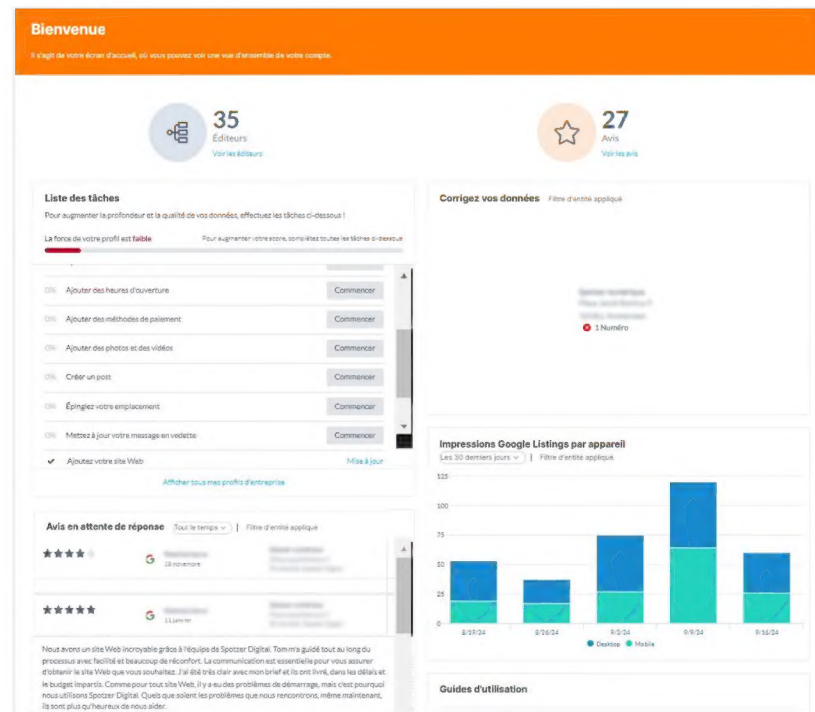 Bienvenue
Il s'agit de votre écran d'accueil, où vous pouvez voir une vue d'ensemble de votre compte.
35
Éditeurs
Voir les éditeurs
27
Avis
Voir les avis
Liste des tâches
Pour augmenter la profondeur et la qualité de vos données, effectuez les tâches ci-dessous !
La force de votre profil est faible
Pour augmenter votre score, complétez toutes les tâches ci-dessous
0% Ajouter des heures d'ouverture Commencer
0% Ajouter des méthodes de paiement Commencer
0% Ajouter des photos et des vidéos Commencer
0% Créer un post Commencer
0% Épinglez votre emplacement Commencer
0% Mettez à jour votre message en vedette Commencer
Ajoutez votre site Web Mise à jour
Afficher tous mes profils d'entreprise
Corrigez vos données Filtre d'entité appliqué
1 Numéro
Impressions Google Listings par appareil
Les 30 derniers jours | Filtre d'entité appliqué
125
100
75
50
25
0
8/19/24 8/26/24 9/2/24 9/9/24 9/16/24
Desktop Mobile
Avis en attente de réponse Tout le temps | Filtre d'entité appliqué
G
18 novembre
G
11 janvier
Nous avons un site Web incroyable grâce à l'équipe de Spotzer Digital. Tom m'a guidé tout au long du
processus avec facilité et beaucoup de réconfort. La communication est essentielle pour vous assurer
d'obtenir le site Web que vous souhaitez. J'ai été très clair avec mon brief et ils ont livré, dans les délais et
le budget impartis. Comme pour tout site Web, il y a eu des problèmes de démarrage, mais c'est pourquoi
nous utilisons Spotzer Digital. Quels que soient les problèmes que nous rencontrons, même maintenant,
ils sont plus qu'heureux de nous aider.
Guides d'utilisation